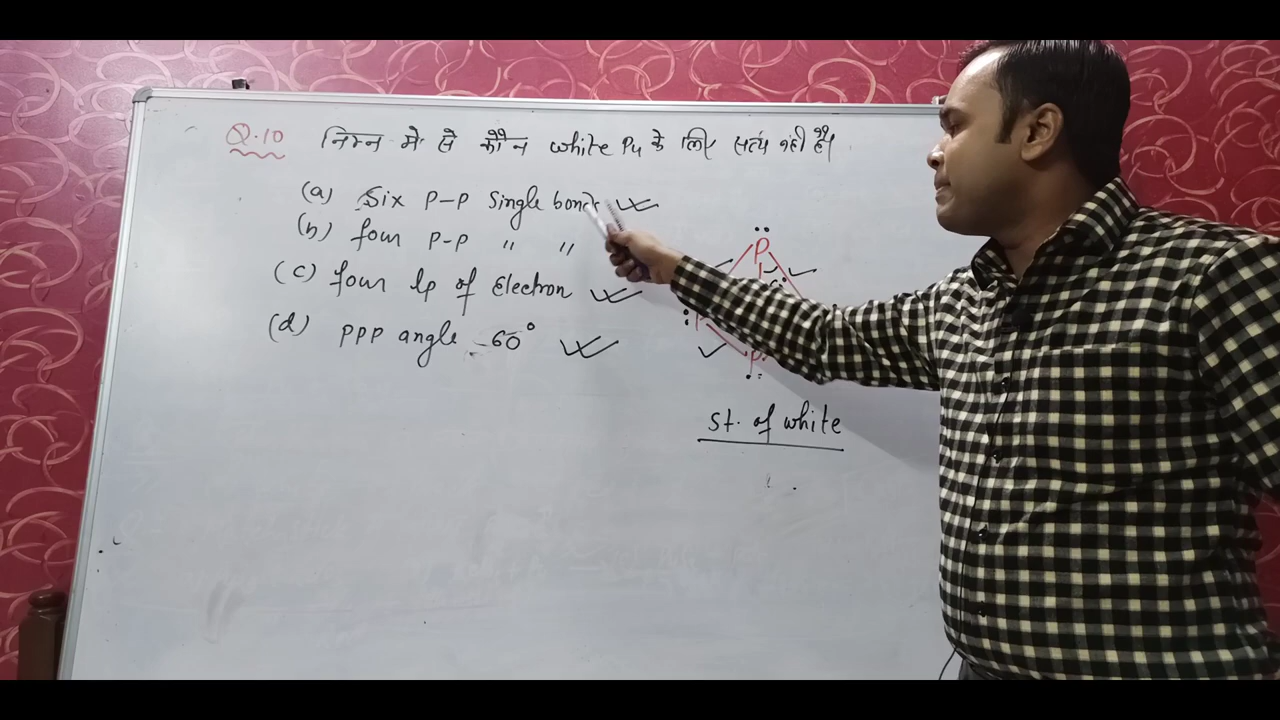 Q.10 निम्न में से कौन white P4 के लिए सत्य नही है।
(a) Six P-P Single bonds
(b) four P-P " "
(c) four lp of Electron
(d) PPP angle - 60°
P
P
St. of white